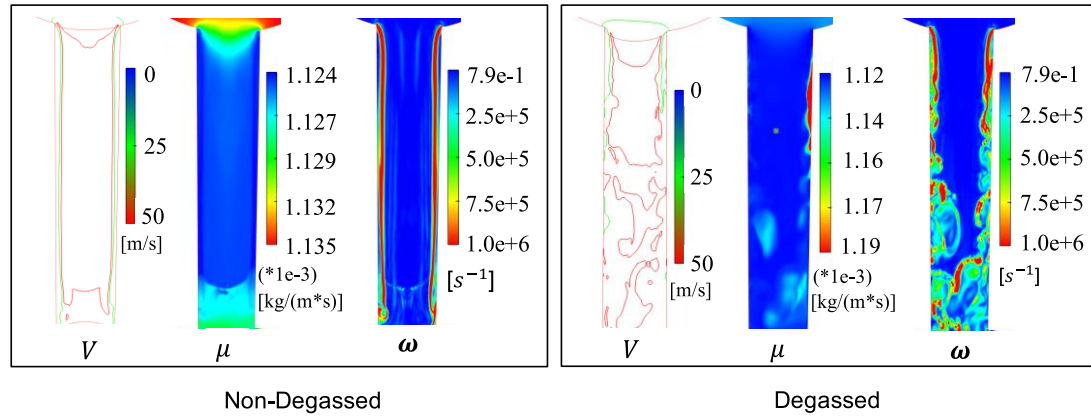 0
25
50
[m/s]
1.124
1.127
1.129
1.132
1.135
(*1e-3)
[kg/(m*s)]
7.9e-1
2.5e+5
5.0e+5
7.5e+5
1.0e+6
[s⁻¹]
V
μ
ω
Non-Degassed
0
25
50
[m/s]
1.12
1.14
1.16
1.17
1.19
(*1e-3)
[kg/(m*s)]
7.9e-1
2.5e+5
5.0e+5
7.5e+5
1.0e+6
[s⁻¹]
V
μ
ω
Degassed